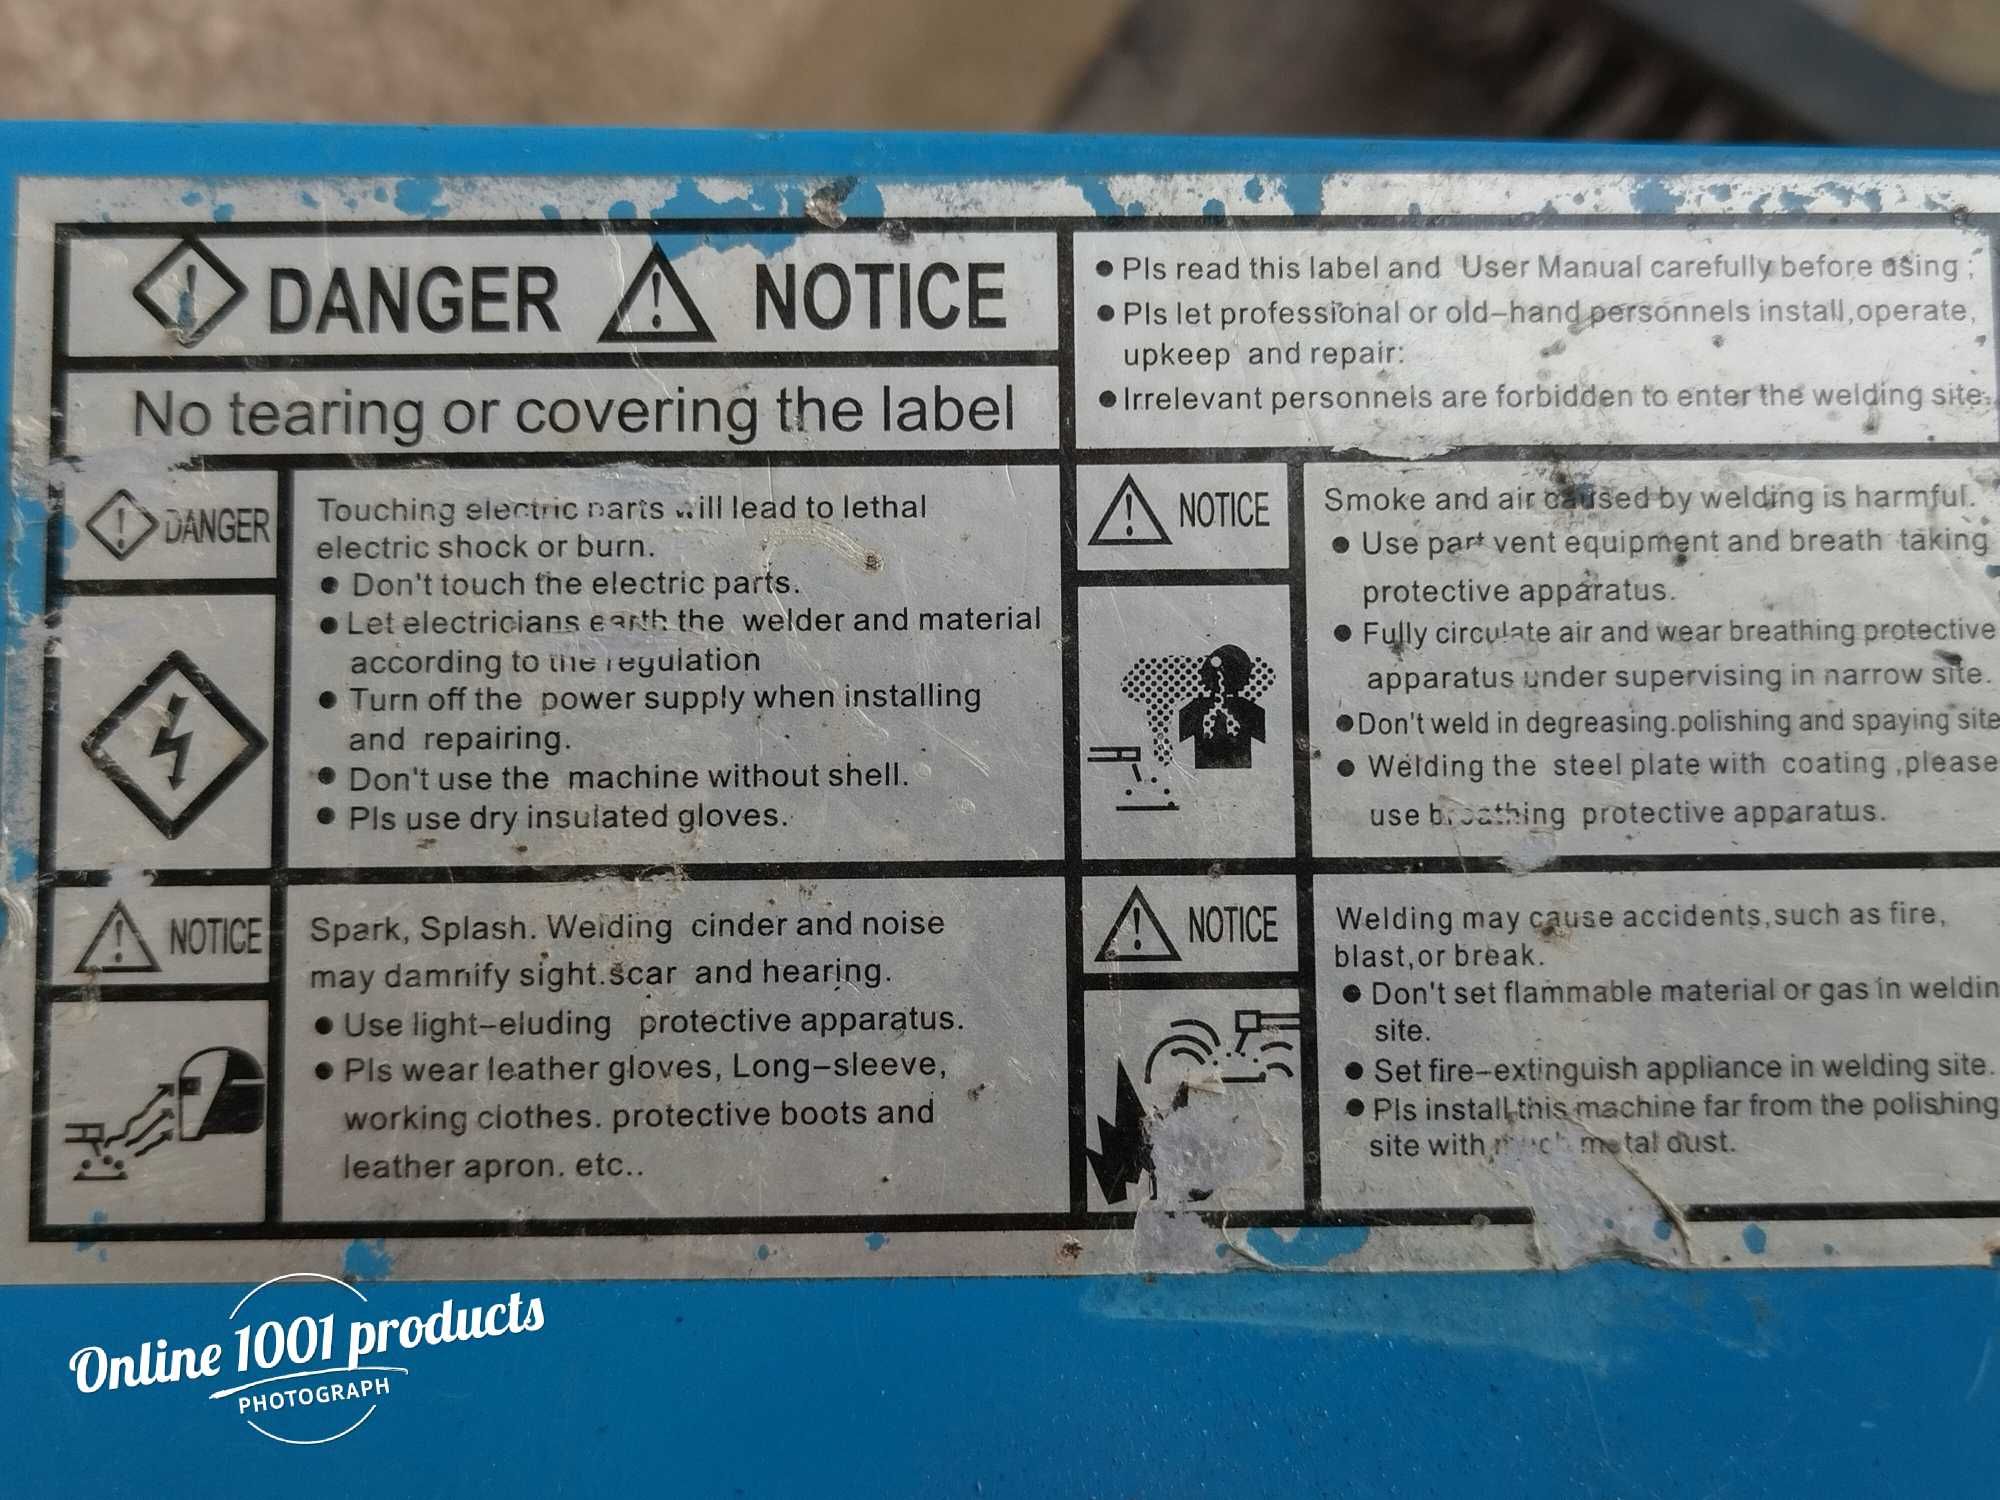 DANGER NOTICE
No tearing or covering the label
● Pls read this label and User Manual carefully before using ;
● Pls let professional or old-hand personnels install,operate,
upkeep and repair:
● Irrelevant personnels are forbidden to enter the welding site.
DANGER
Touching electric parts will lead to lethal
electric shock or burn.
● Don't touch the electric parts.
● Let electricians earth the welder and material
according to the regulation
● Turn off the power supply when installing
and repairing.
● Don't use the machine without shell.
● Pls use dry insulated gloves.
NOTICE
Smoke and air caused by welding is harmful.
● Use part vent equipment and breath taking
protective apparatus.
● Fully circulate air and wear breathing protective
apparatus under supervising in narrow site.
● Don't weld in degreasing.polishing and spaying site
● Welding the steel plate with coating ,please
use breathing protective apparatus.
NOTICE
Spark, Splash. Welding cinder and noise
may damnify sight.scar and hearing.
● Use light-eluding protective apparatus.
● Pls wear leather gloves, Long-sleeve,
working clothes. protective boots and
leather apron. etc..
NOTICE
Welding may cause accidents,such as fire,
blast,or break.
● Don't set flammable material or gas in weldin
site.
● Set fire-extinguish appliance in welding site.
● Pls install this machine far from the polishing
site with much metal dust.
Online 1001 products
PHOTOGRAPH